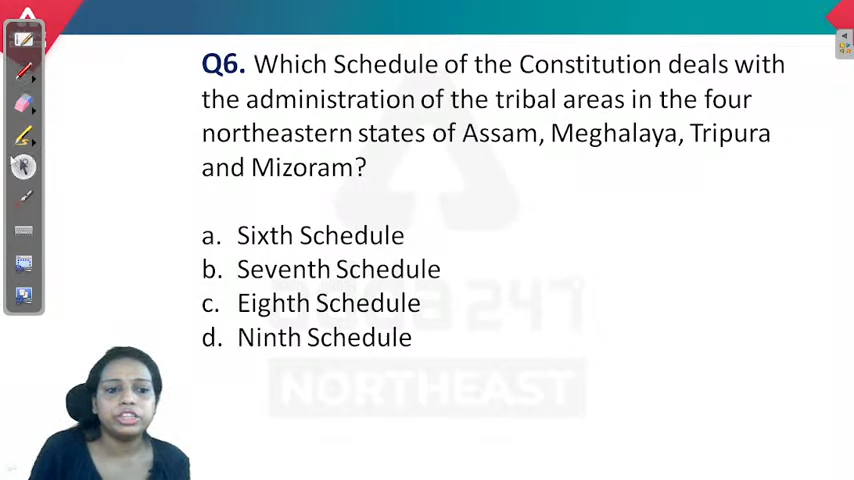 Q6. Which Schedule of the Constitution deals with
the administration of the tribal areas in the four
northeastern states of Assam, Meghalaya, Tripura
and Mizoram?
a. Sixth Schedule
b. Seventh Schedule
c. Eighth Schedule
d. Ninth Schedule
NORTHEAST